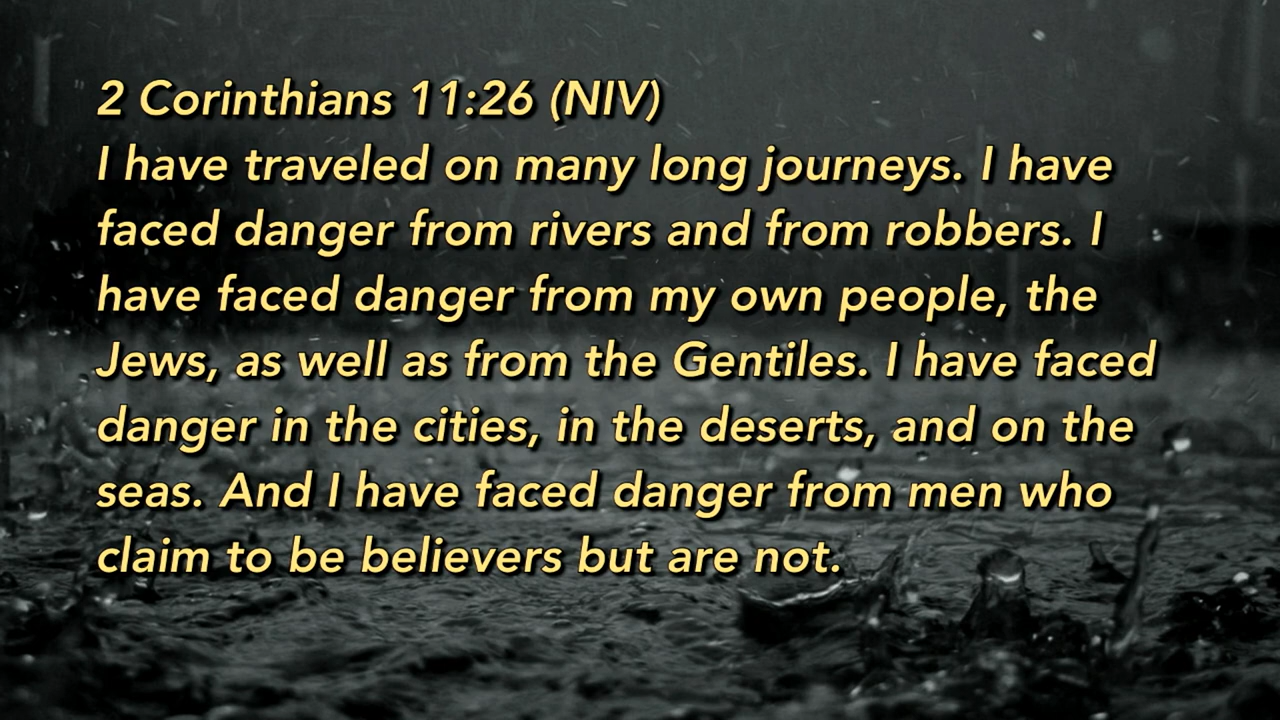 2 Corinthians 11:26 (NIV)
I have traveled on many long journeys. I have
faced danger from rivers and from robbers. I
have faced danger from my own people, the
Jews, as well as from the Gentiles. I have faced
danger in the cities, in the deserts, and on the
seas. And I have faced danger from men who
claim to be believers but are not.